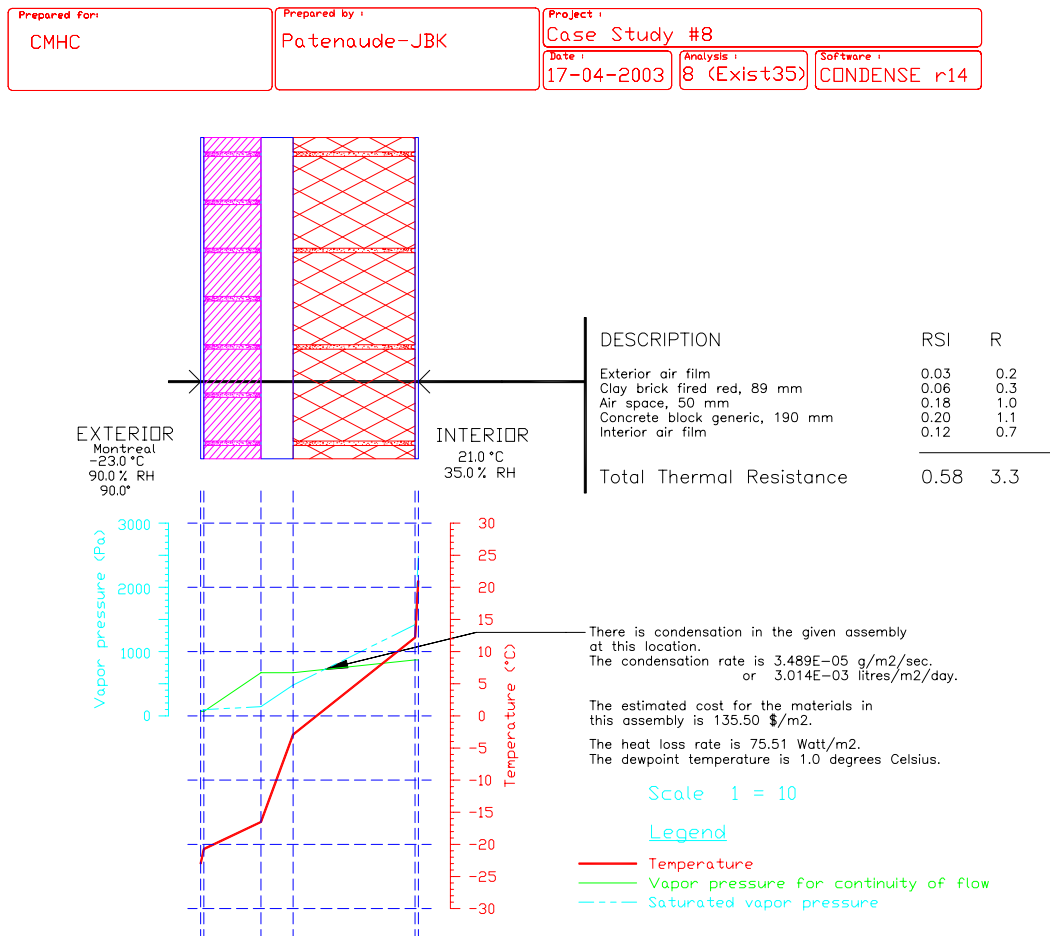 Prepared for:
CMHC
Prepared by :
Patenaude-JBK
Project :
Case Study #8
Date :
17-04-2003
Analysis :
8 (Exist35)
Software :
CONDENSE r14
EXTERIOR
Montreal
-23.0 °C
90.0 % RH
90.0°
INTERIOR
21.0 °C
35.0 % RH
DESCRIPTION RSI R
Exterior air film 0.03 0.2
Clay brick fired red, 89 mm 0.06 0.3
Air space, 50 mm 0.18 1.0
Concrete block generic, 190 mm 0.20 1.1
Interior air film 0.12 0.7
Total Thermal Resistance 0.58 3.3
Vapor pressure (Pa)
3000
2000
1000
0
30
25
20
15
10
5
0
-5
-10
-15
-20
-25
-30
Temperature (°C)
There is condensation in the given assembly
at this location.
The condensation rate is 3.489E-05 g/m2/sec.
or 3.014E-03 litres/m2/day.
The estimated cost for the materials in
this assembly is 135.50 $/m2.
The heat loss rate is 75.51 Watt/m2.
The dewpoint temperature is 1.0 degrees Celsius.
Scale 1 = 10
Legend
Temperature
Vapor pressure for continuity of flow
Saturated vapor pressure